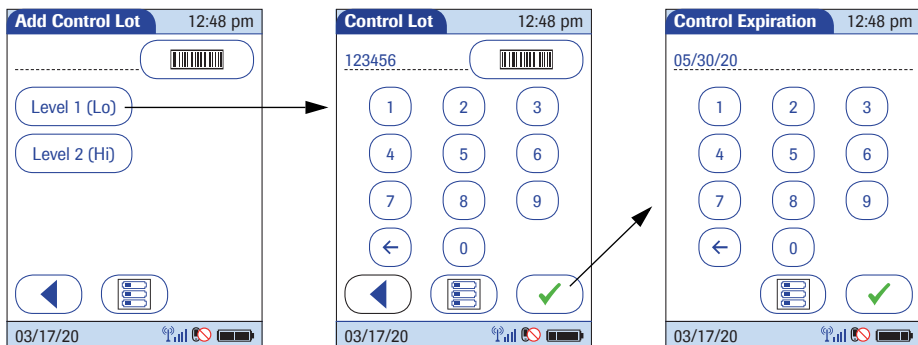 Add Control Lot 12:48 pm
Level 1 (Lo)
Level 2 (Hi)
03/17/20
Control Lot 12:48 pm
123456
1 2 3
4 5 6
7 8 9
← 0
03/17/20
Control Expiration 12:48 pm
05/30/20
1 2 3
4 5 6
7 8 9
← 0
03/17/20